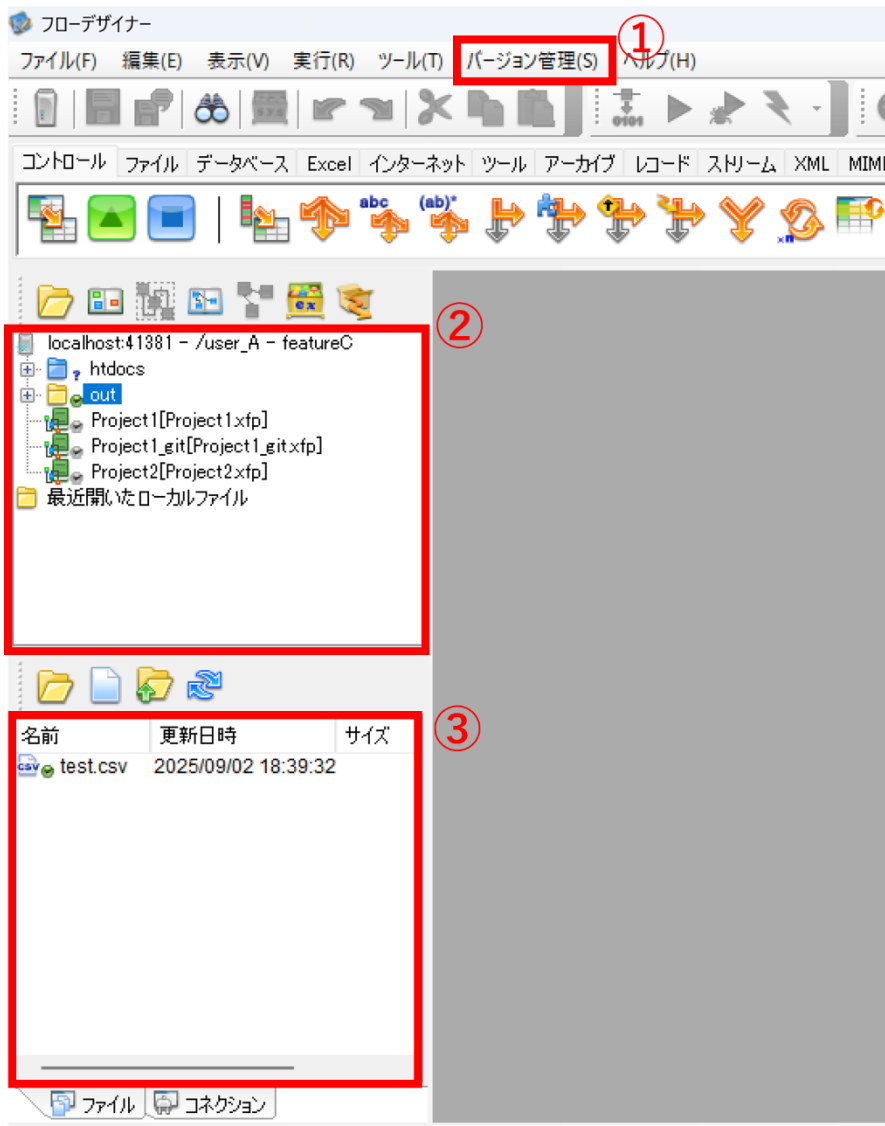 フローデザイナー
①
ファイル(F) 編集(E) 表示(V) 実行(R) ツール(T) バージョン管理(S) ヘルプ(H)
sys
0101
コントロール ファイル データベース Excel インターネット ツール アーカイブ レコード ストリーム XML MIME
abc (ab)*
×n
ex
②
localhost:41381 - /user_A - featureC
? htdocs
out
Project1[Project1.xfp]
Project1_git[Project1_git.xfp]
Project2[Project2.xfp]
最近開いたローカルファイル
③
名前 更新日時 サイズ
csv test.csv 2025/09/02 18:39:32
ファイル コネクション